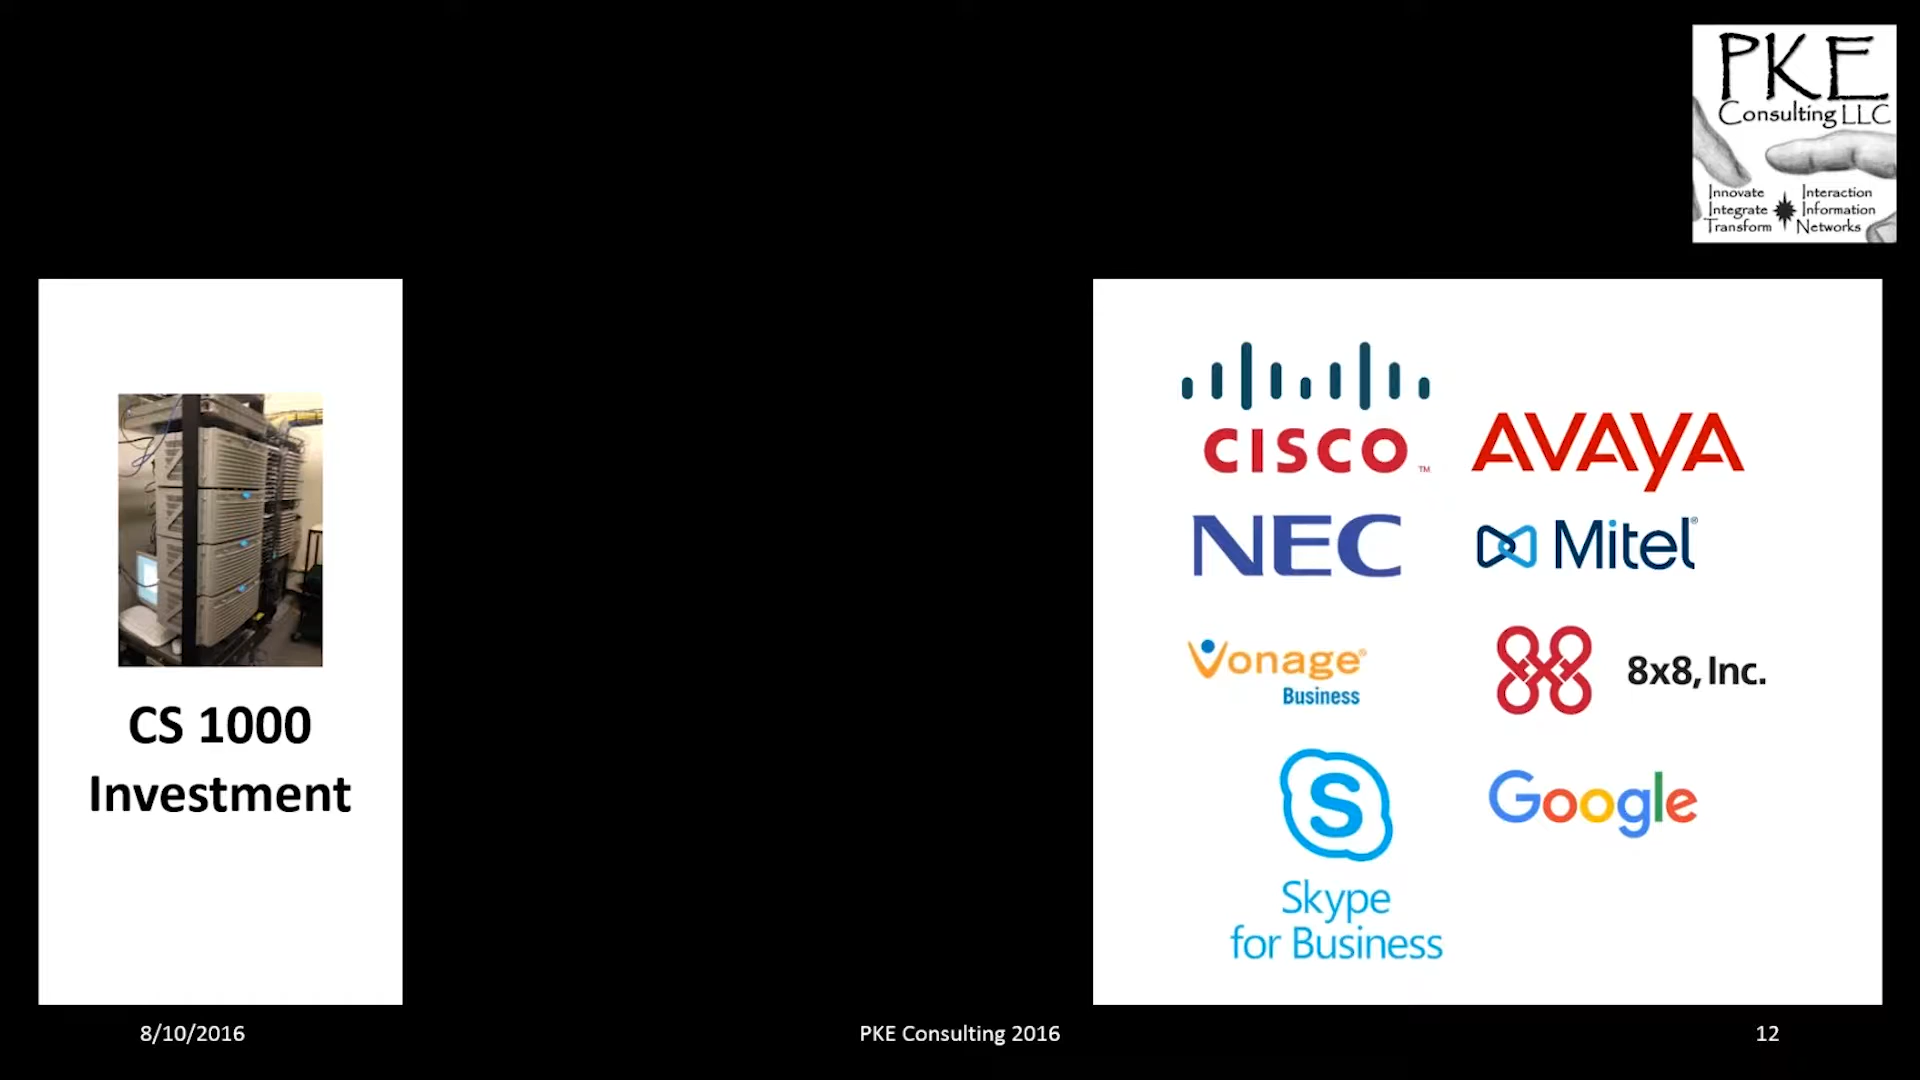 PKE
Consulting LLC
Innovate Interaction
Integrate Information
Transform Networks
CS 1000
Investment
CISCO™
AVAYA
NEC
Mitel®
Vonage®
Business
8x8, Inc.
Skype
for Business
Google
8/10/2016
PKE Consulting 2016
12